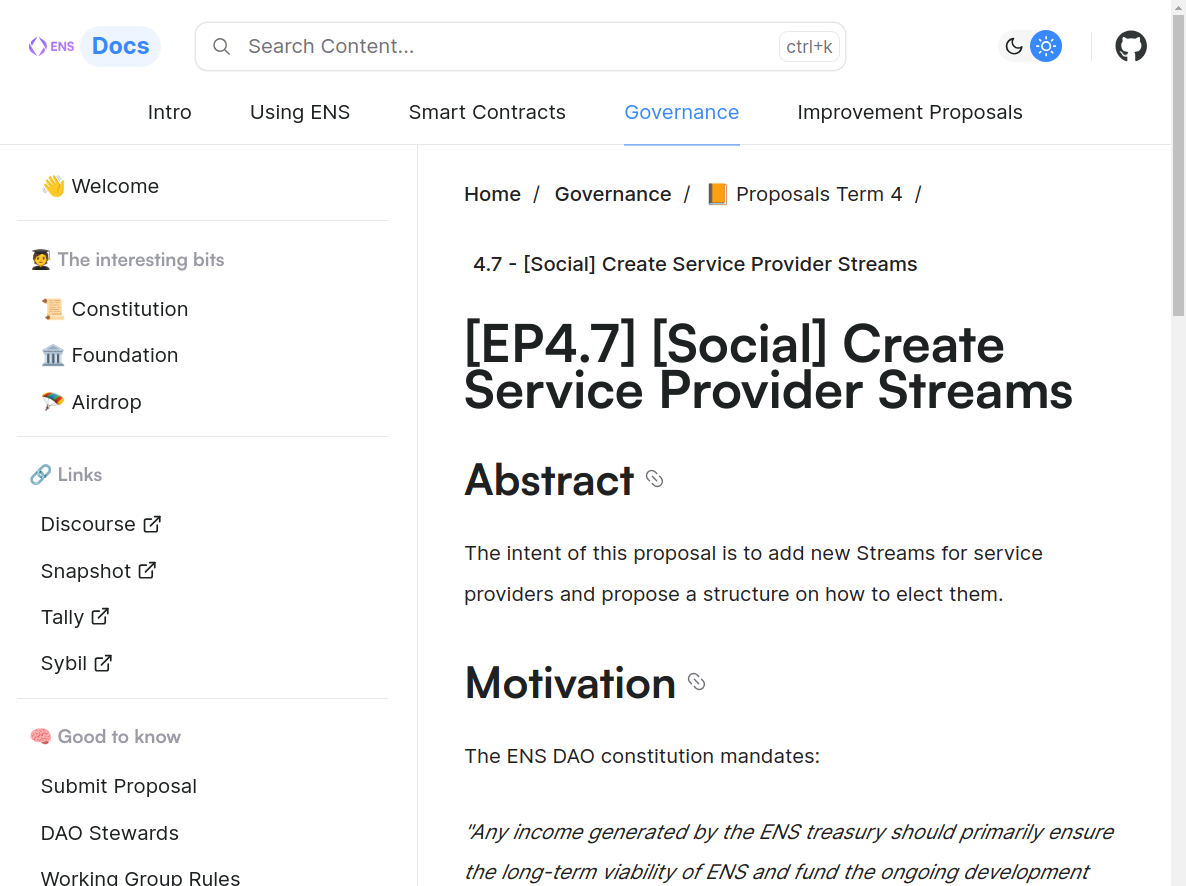 ENS Docs
Search Content...
ctrl+k
Intro
Using ENS
Smart Contracts
Governance
Improvement Proposals
👋 Welcome
🧑‍🎓 The interesting bits
📜 Constitution
🏛️ Foundation
🪂 Airdrop
🔗 Links
Discourse
Snapshot
Tally
Sybil
🧠 Good to know
Submit Proposal
DAO Stewards
Working Group Rules
Home / Governance / 📙 Proposals Term 4 /
4.7 - [Social] Create Service Provider Streams
[EP4.7] [Social] Create
Service Provider Streams
Abstract
The intent of this proposal is to add new Streams for service
providers and propose a structure on how to elect them.
Motivation
The ENS DAO constitution mandates:
"Any income generated by the ENS treasury should primarily ensure
the long-term viability of ENS and fund the ongoing development